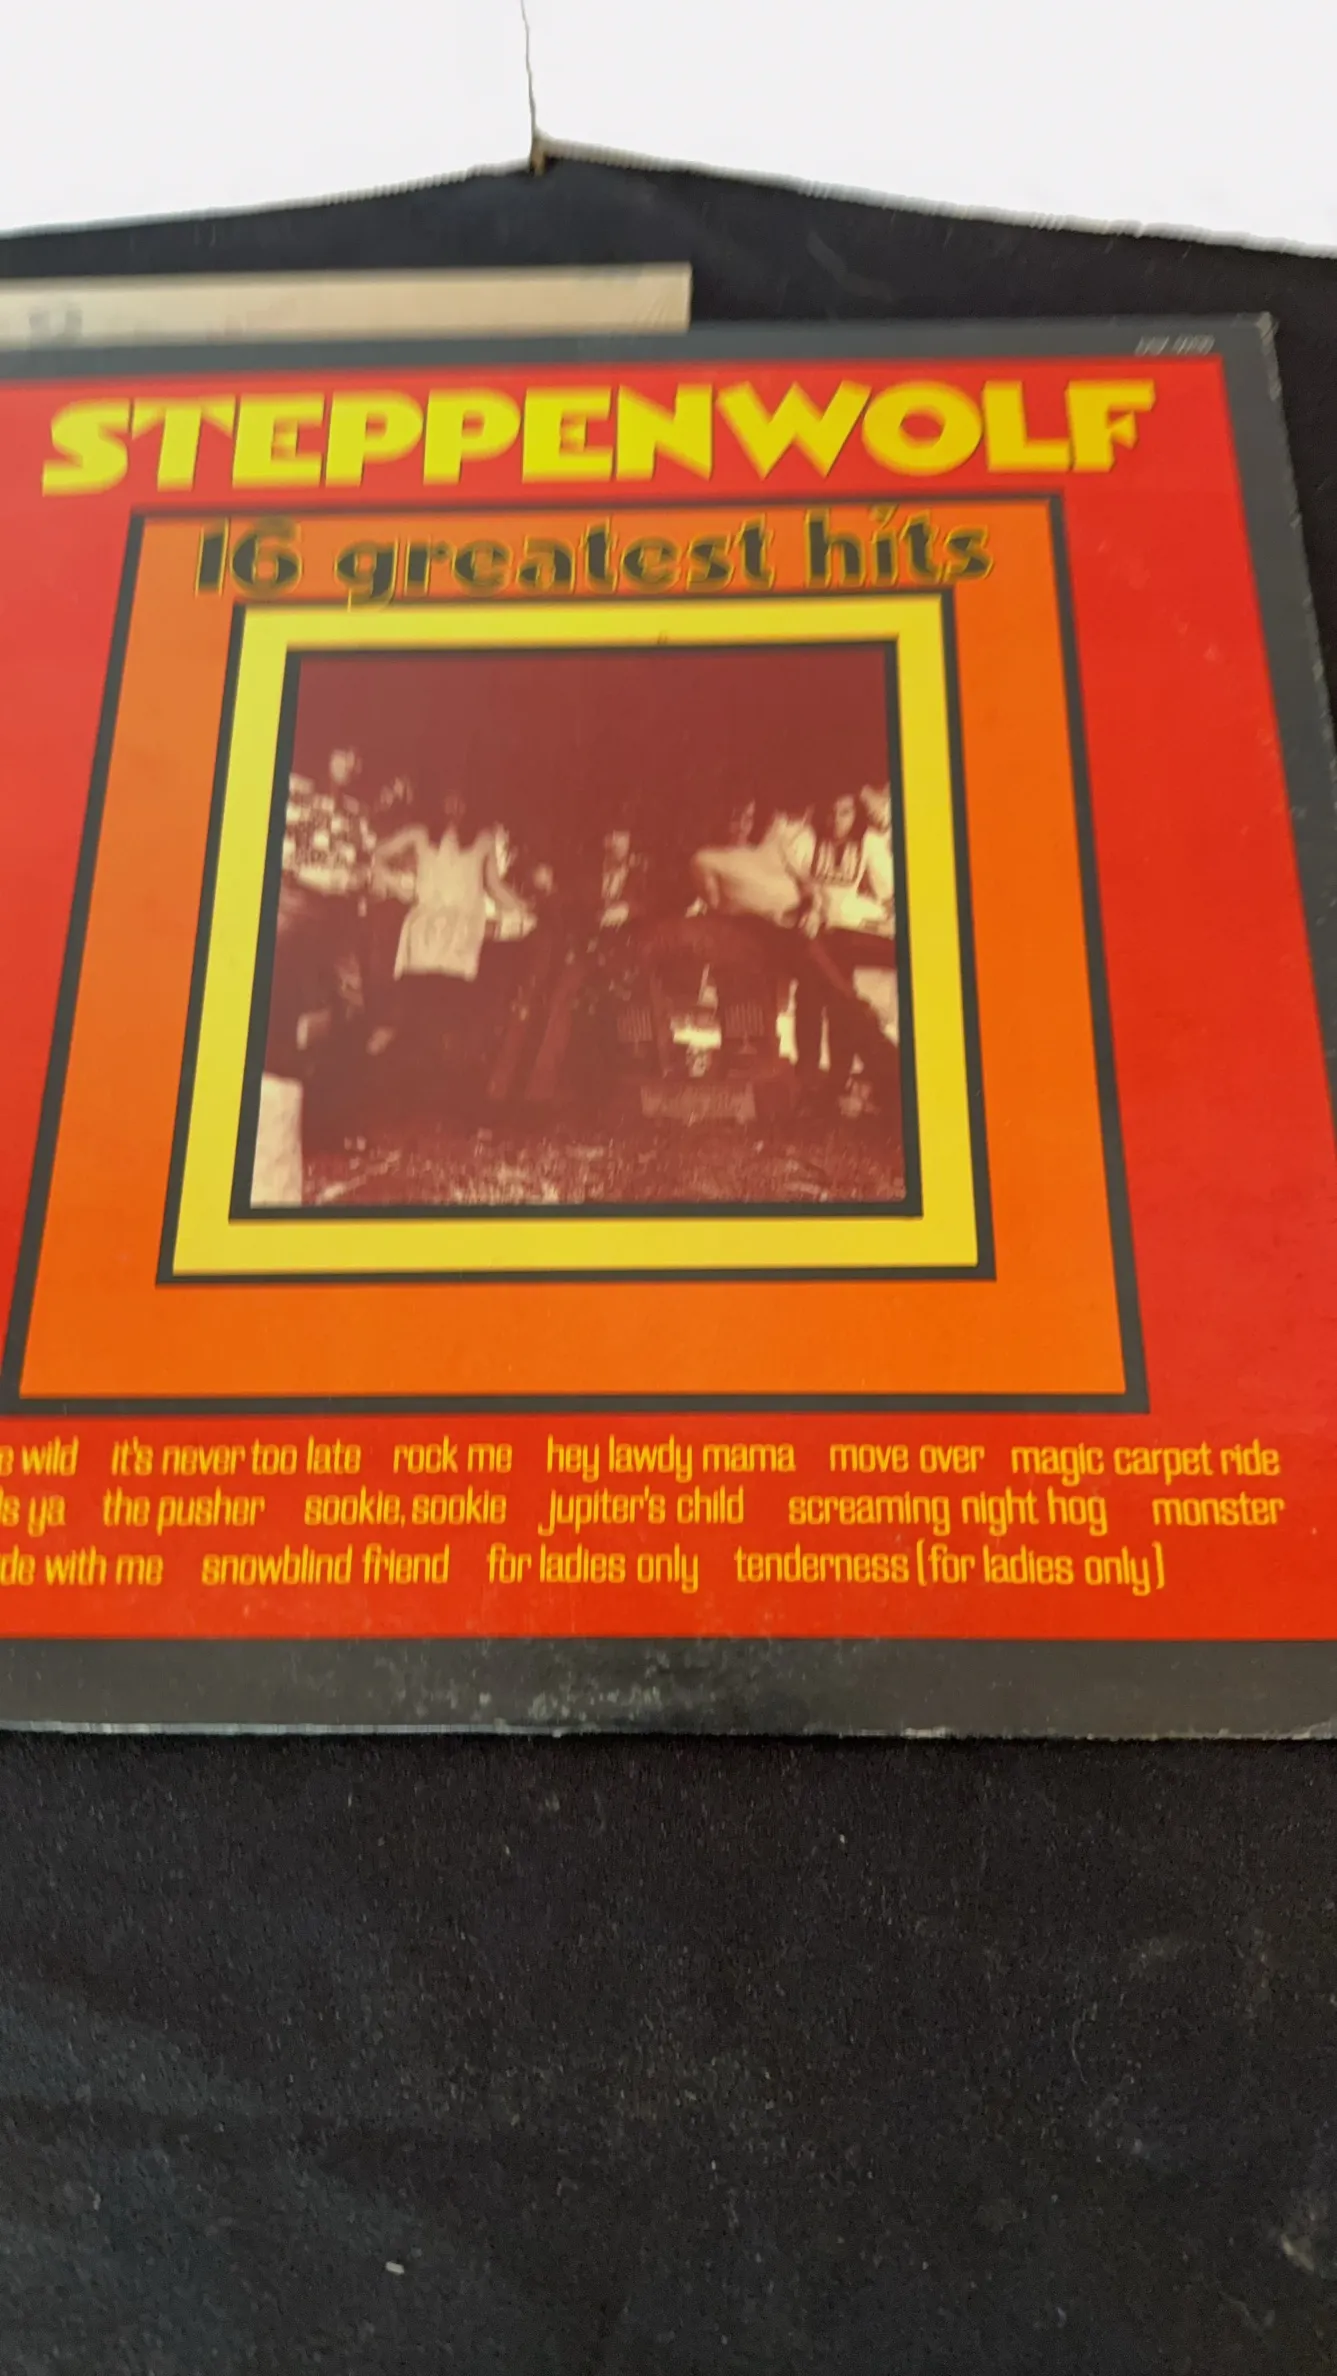 STEPPENWOLF
16 greatest hits
e wild it's never too late rock me hey lawdy mama move over magic carpet ride
ls ya the pusher sookie, sookie jupiter's child screaming night hog monster
de with me snowblind friend for ladies only tenderness (for ladies only)